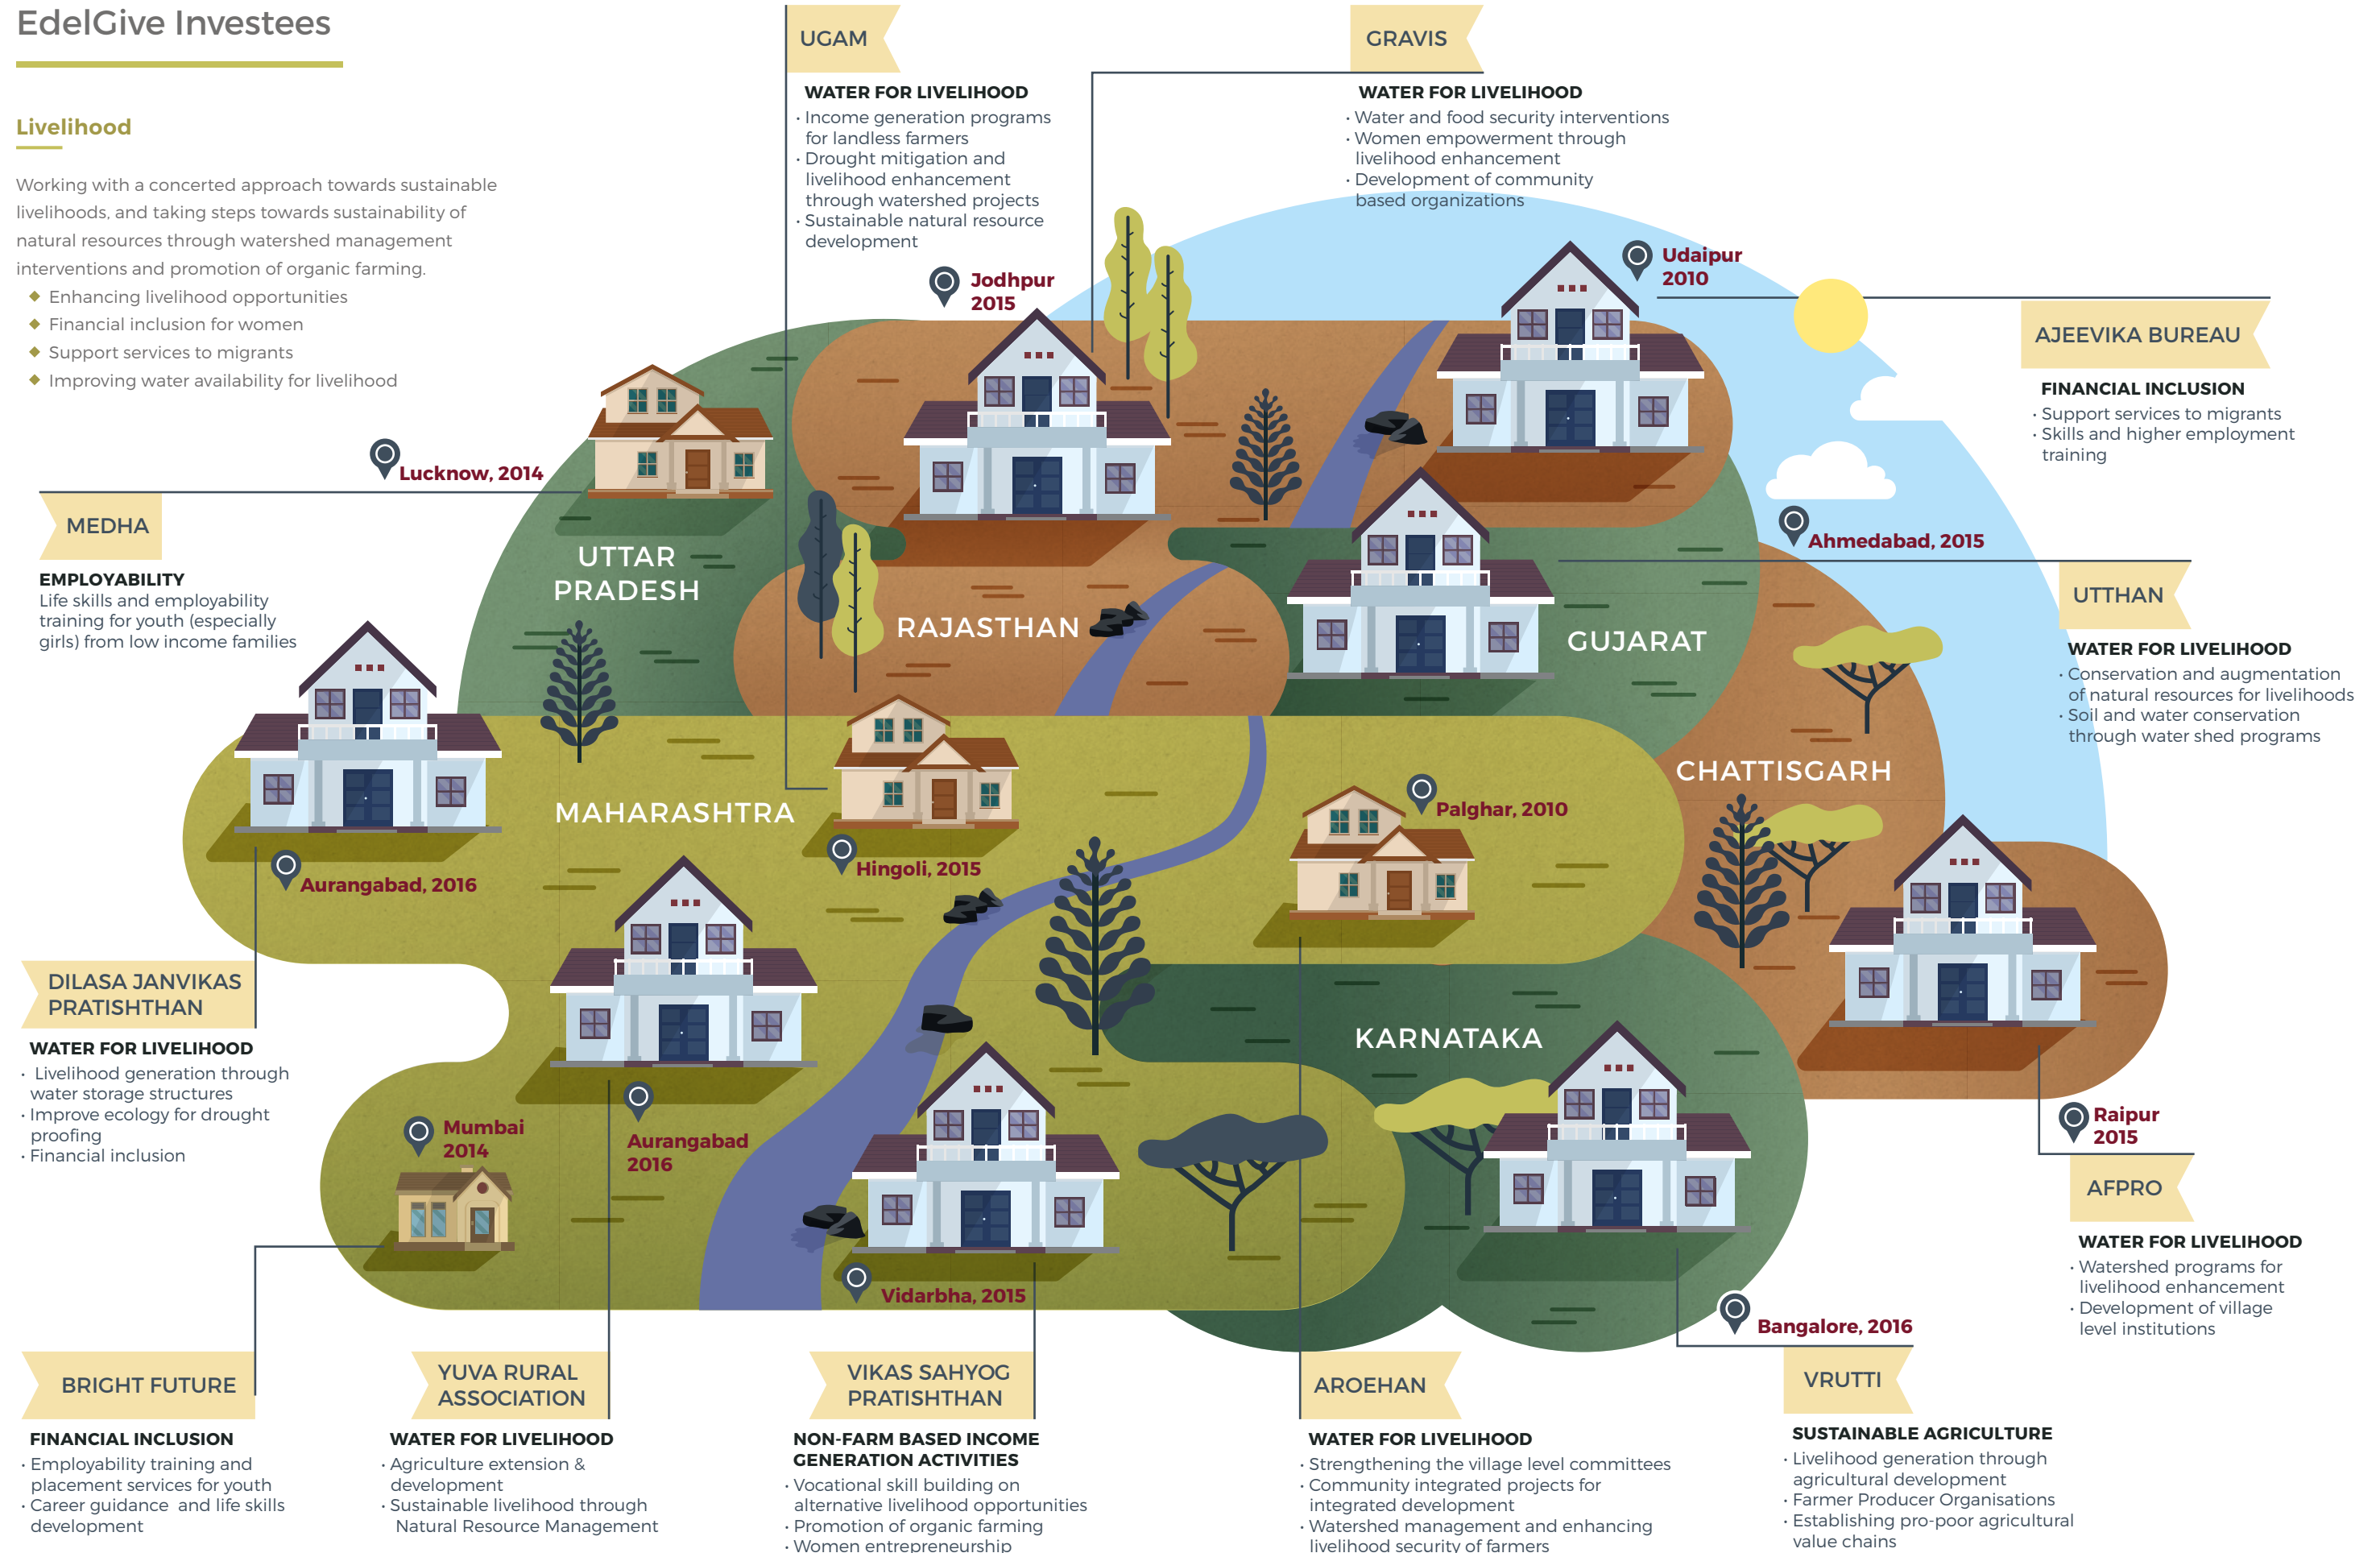 EdelGive Investees
Livelihood
Working with a concerted approach towards sustainable
livelihoods, and taking steps towards sustainability of
natural resources through watershed management
interventions and promotion of organic farming.
◆ Enhancing livelihood opportunities
◆ Financial inclusion for women
◆ Support services to migrants
◆ Improving water availability for livelihood
UGAM
WATER FOR LIVELIHOOD
· Income generation programs
for landless farmers
· Drought mitigation and
livelihood enhancement
through watershed projects
· Sustainable natural resource
development
GRAVIS
WATER FOR LIVELIHOOD
· Water and food security interventions
· Women empowerment through
livelihood enhancement
· Development of community
based organizations
Jodhpur
2015
Udaipur
2010
AJEEVIKA BUREAU
FINANCIAL INCLUSION
· Support services to migrants
· Skills and higher employment
training
Lucknow, 2014
MEDHA
EMPLOYABILITY
Life skills and employability
training for youth (especially
girls) from low income families
UTTAR
PRADESH
RAJASTHAN
GUJARAT
Ahmedabad, 2015
UTTHAN
WATER FOR LIVELIHOOD
· Conservation and augmentation
of natural resources for livelihoods
· Soil and water conservation
through water shed programs
CHATTISGARH
MAHARASHTRA
Palghar, 2010
Hingoli, 2015
Aurangabad, 2016
DILASA JANVIKAS
PRATISHTHAN
WATER FOR LIVELIHOOD
· Livelihood generation through
water storage structures
· Improve ecology for drought
proofing
· Financial inclusion
KARNATAKA
Mumbai
2014
Aurangabad
2016
Raipur
2015
AFPRO
WATER FOR LIVELIHOOD
· Watershed programs for
livelihood enhancement
· Development of village
level institutions
Vidarbha, 2015
Bangalore, 2016
BRIGHT FUTURE
FINANCIAL INCLUSION
· Employability training and
placement services for youth
· Career guidance and life skills
development
YUVA RURAL
ASSOCIATION
WATER FOR LIVELIHOOD
· Agriculture extension &
development
· Sustainable livelihood through
Natural Resource Management
VIKAS SAHYOG
PRATISHTHAN
NON-FARM BASED INCOME
GENERATION ACTIVITIES
· Vocational skill building on
alternative livelihood opportunities
· Promotion of organic farming
· Women entrepreneurship
AROEHAN
WATER FOR LIVELIHOOD
· Strengthening the village level committees
· Community integrated projects for
integrated development
· Watershed management and enhancing
livelihood security of farmers
VRUTTI
SUSTAINABLE AGRICULTURE
· Livelihood generation through
agricultural development
· Farmer Producer Organisations
· Establishing pro-poor agricultural
value chains